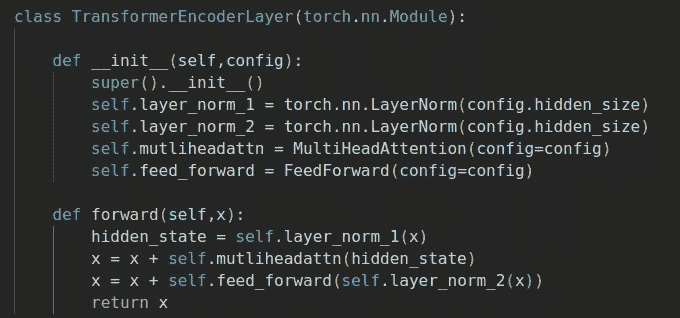 class TransformerEncoderLayer(torch.nn.Module):
def __init__(self,config):
super().__init__()
self.layer_norm_1 = torch.nn.LayerNorm(config.hidden_size)
self.layer_norm_2 = torch.nn.LayerNorm(config.hidden_size)
self.mutliheadattn = MultiHeadAttention(config=config)
self.feed_forward = FeedForward(config=config)
def forward(self,x):
hidden_state = self.layer_norm_1(x)
x = x + self.mutliheadattn(hidden_state)
x = x + self.feed_forward(self.layer_norm_2(x))
return x